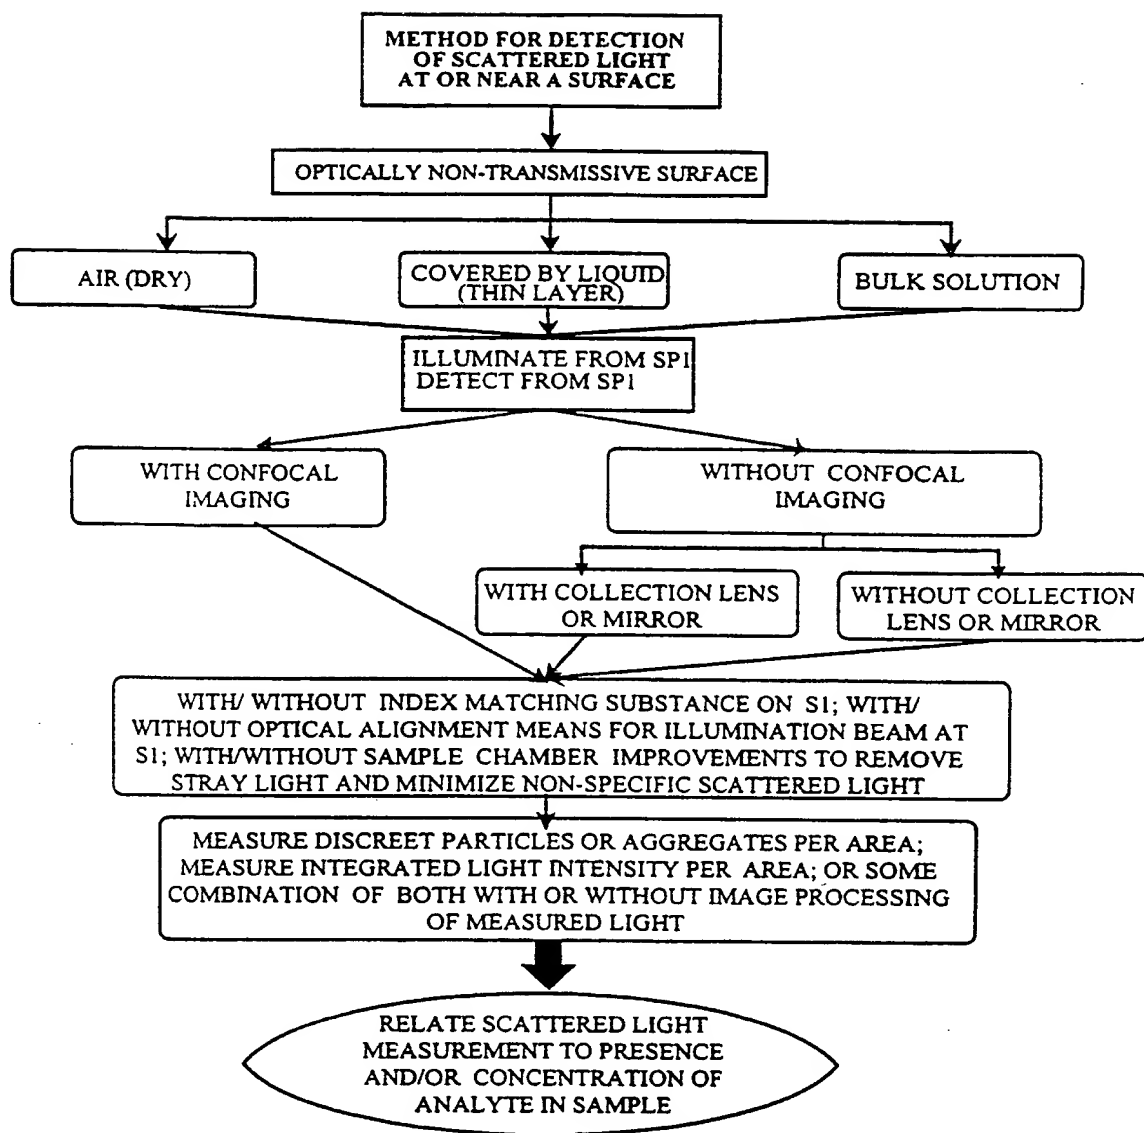 METHOD FOR DETECTION
OF SCATTERED LIGHT
AT OR NEAR A SURFACE
OPTICALLY NON-TRANSMISSIVE SURFACE
AIR (DRY)
COVERED BY LIQUID
(THIN LAYER)
BULK SOLUTION
ILLUMINATE FROM SP1
DETECT FROM SP1
WITH CONFOCAL
IMAGING
WITHOUT CONFOCAL
IMAGING
WITH COLLECTION LENS
OR MIRROR
WITHOUT COLLECTION
LENS OR MIRROR
WITH/ WITHOUT INDEX MATCHING SUBSTANCE ON S1; WITH/
WITHOUT OPTICAL ALIGNMENT MEANS FOR ILLUMINATION BEAM AT
S1; WITH/WITHOUT SAMPLE CHAMBER IMPROVEMENTS TO REMOVE
STRAY LIGHT AND MINIMIZE NON-SPECIFIC SCATTERED LIGHT
MEASURE DISCREET PARTICLES OR AGGREGATES PER AREA;
MEASURE INTEGRATED LIGHT INTENSITY PER AREA; OR SOME
COMBINATION OF BOTH WITH OR WITHOUT IMAGE PROCESSING
OF MEASURED LIGHT
RELATE SCATTERED LIGHT
MEASUREMENT TO PRESENCE
AND/OR CONCENTRATION OF
ANALYTE IN SAMPLE